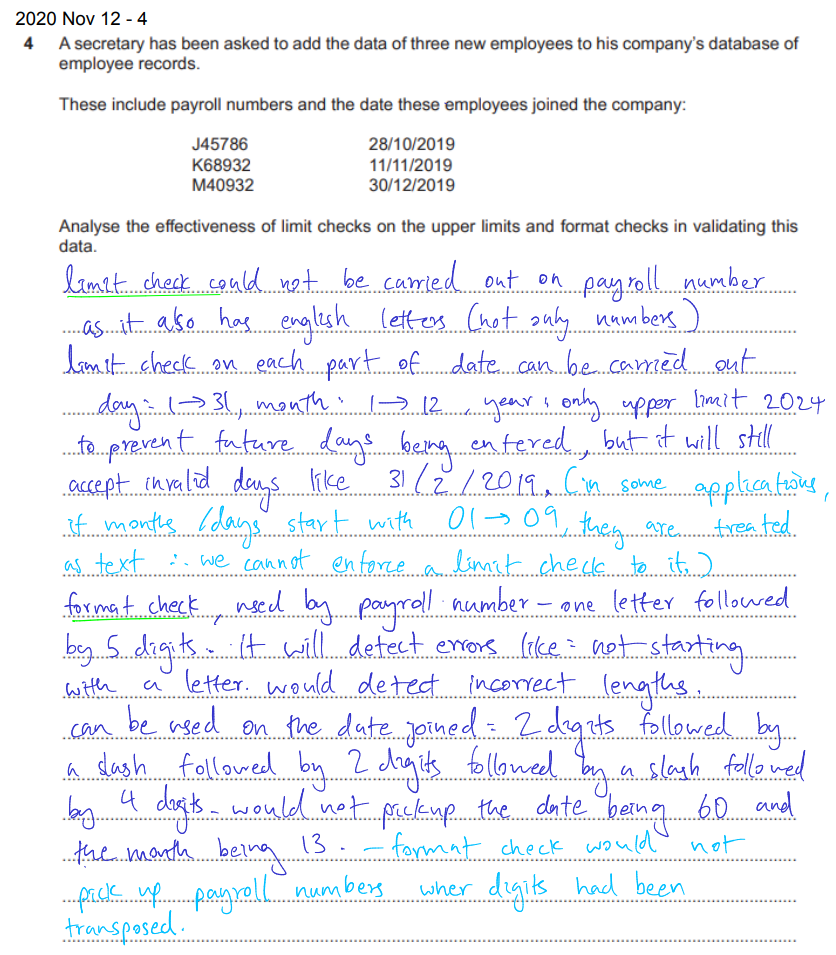 2020 Nov 12 - 4
4 A secretary has been asked to add the data of three new employees to his company's database of
employee records.
These include payroll numbers and the date these employees joined the company:
J45786 28/10/2019
K68932 11/11/2019
M40932 30/12/2019
Analyse the effectiveness of limit checks on the upper limits and format checks in validating this
data.
limit check could not be carried out on payroll number
as it also has english letters (not only numbers)
limit check on each part of date can be carried out
day: 1→31, month: 1→12, year: only upper limit 2024
to prevent future days being entered, but it will still
accept invalid days like 31/2/2019. (in some applications,
if months/days start with 01→09, they are treated
as text ∴ we cannot enforce a limit check to it.)
format check, used by payroll number - one letter followed
by 5 digits. It will detect errors like: not starting
with a letter. would detect incorrect lengths.
can be used on the date joined = 2 digits followed by
a slash followed by 2 digits followed by a slash followed
by 4 digits - would not pickup the date being 60 and
the month being 13. - format check would not
pick up payroll numbers wher digits had been
transposed.